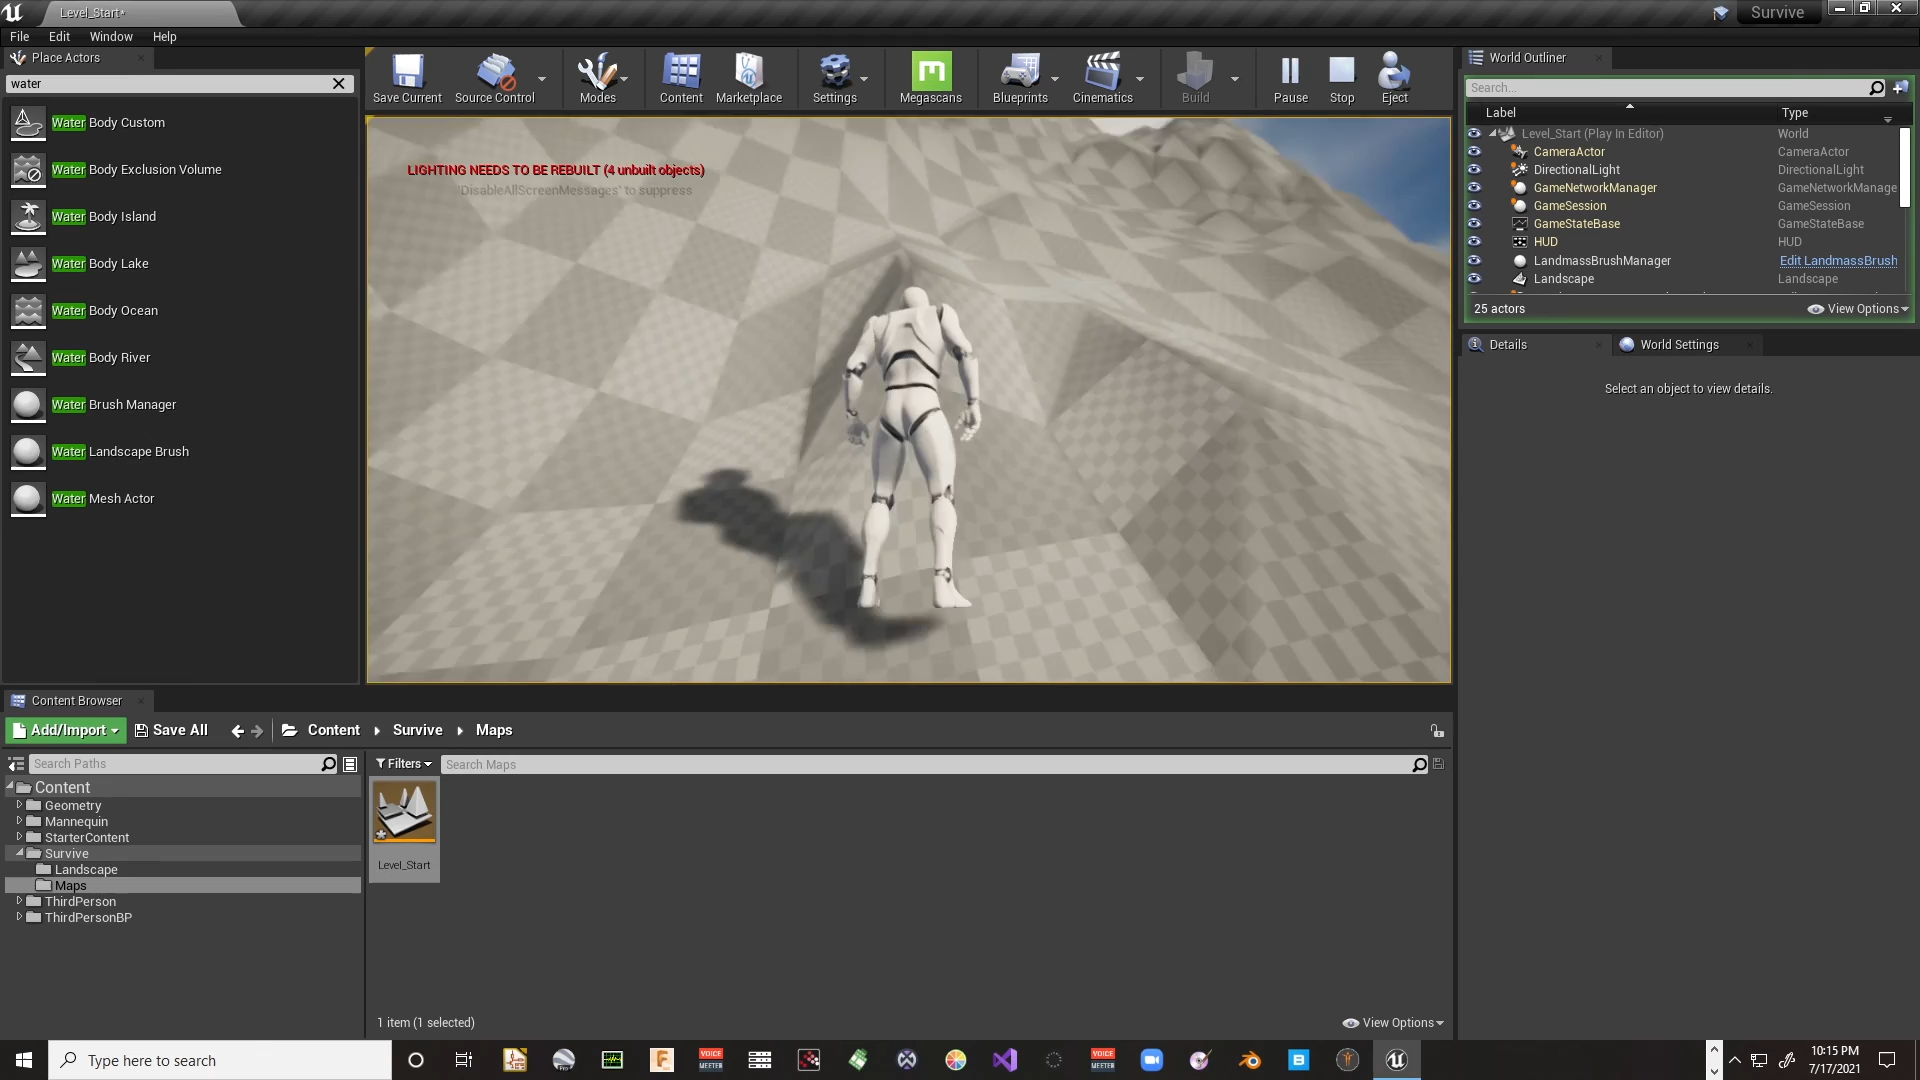 Level_Start*
Survive
File Edit Window Help
Place Actors
water
Water Body Custom
Water Body Exclusion Volume
Water Body Island
Water Body Lake
Water Body Ocean
Water Body River
Water Brush Manager
Water Landscape Brush
Water Mesh Actor
Save Current Source Control Modes Content Marketplace Settings Megascans Blueprints Cinematics Build Pause Stop Eject
LIGHTING NEEDS TO BE REBUILT (4 unbuilt objects)
'DisableAllScreenMessages' to suppress
World Outliner
Search...
Label Type
Level_Start (Play In Editor) World
CameraActor CameraActor
DirectionalLight DirectionalLight
GameNetworkManager GameNetworkManage
GameSession GameSession
GameStateBase GameStateBase
HUD HUD
LandmassBrushManager Edit LandmassBrush
Landscape Landscape
25 actors View Options
Details World Settings
Select an object to view details.
Content Browser
Add/Import Save All Content Survive Maps
Search Paths
Content
Geometry
Mannequin
StarterContent
Survive
Landscape
Maps
ThirdPerson
ThirdPersonBP
Filters Search Maps
Level_Start
1 item (1 selected) View Options
Type here to search
VOICE MEETER
VOICE MEETER
10:15 PM
7/17/2021